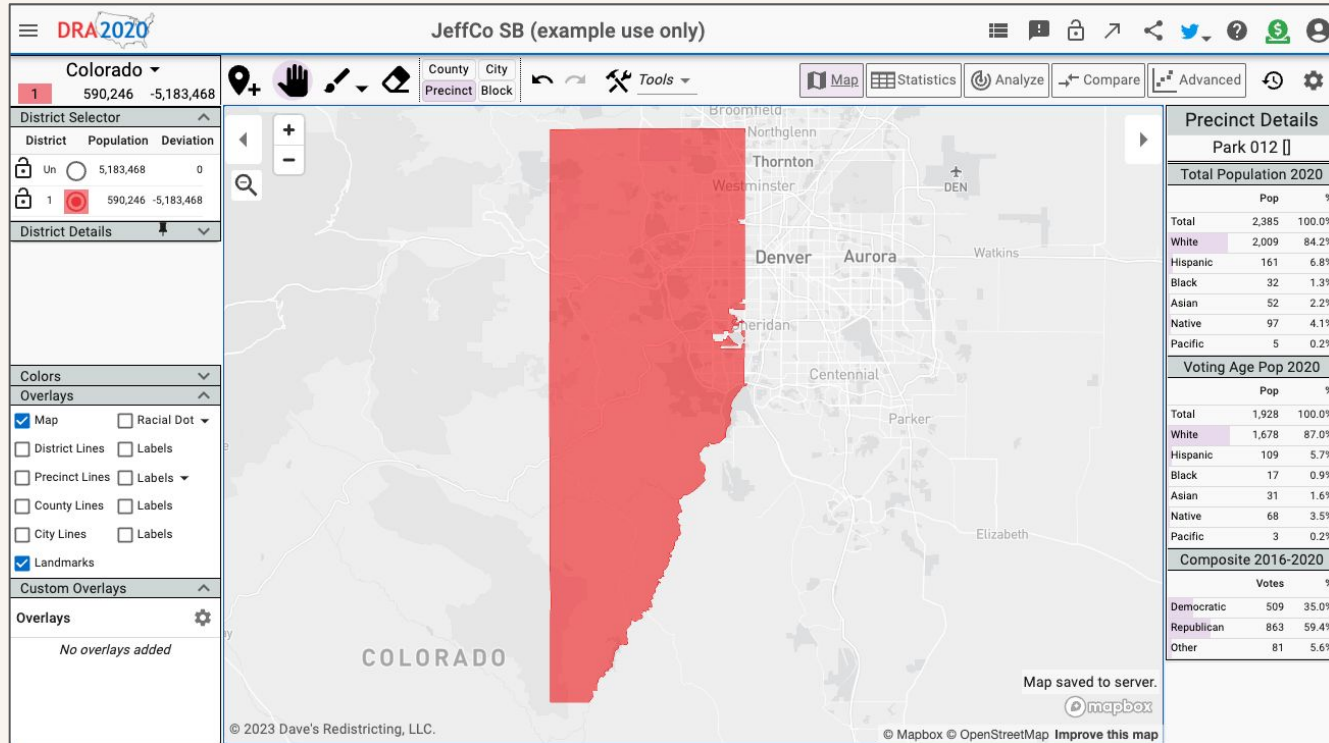 DRA2020
JeffCo SB (example use only)
Colorado
1 590,246 -5,183,468
County City
Precinct Block
Tools
Map Statistics Analyze Compare Advanced
District Selector
District Population Deviation
Un 5,183,468 0
1 590,246 -5,183,468
District Details
Colors
Overlays
Map Racial Dot
District Lines Labels
Precinct Lines Labels
County Lines Labels
City Lines Labels
Landmarks
Custom Overlays
Overlays
No overlays added
+
−
Broomfield
Northglenn
Thornton
Westminster
DEN
Denver
Aurora
Watkins
Sheridan
Centennial
Parker
Elizabeth
COLORADO
Map saved to server.
mapbox
© 2023 Dave's Redistricting, LLC.
© Mapbox © OpenStreetMap Improve this map
Precinct Details
Park 012 []
Total Population 2020
Pop %
Total 2,385 100.0%
White 2,009 84.2%
Hispanic 161 6.8%
Black 32 1.3%
Asian 52 2.2%
Native 97 4.1%
Pacific 5 0.2%
Voting Age Pop 2020
Pop %
Total 1,928 100.0%
White 1,678 87.0%
Hispanic 109 5.7%
Black 17 0.9%
Asian 31 1.6%
Native 68 3.5%
Pacific 3 0.2%
Composite 2016-2020
Votes %
Democratic 509 35.0%
Republican 863 59.4%
Other 81 5.6%